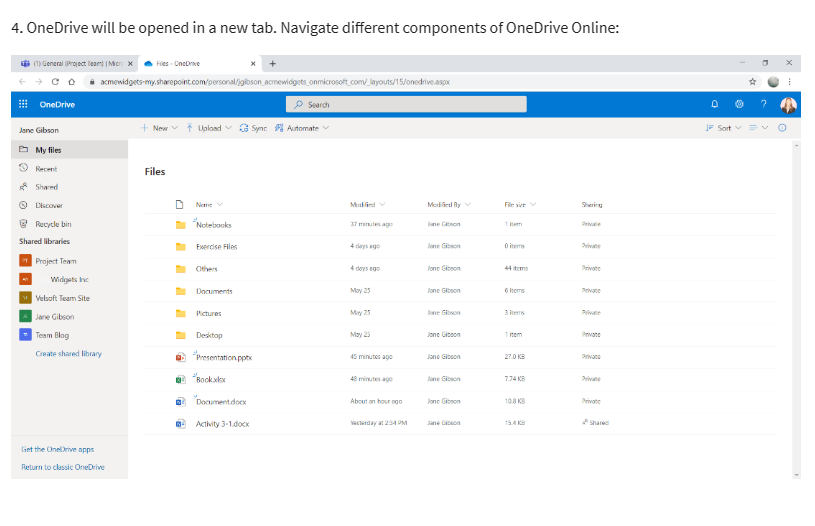 4. OneDrive will be opened in a new tab. Navigate different components of OneDrive Online:
(1) General (Project Team) | Micr Files - OneDrive
acmewidgets-my.sharepoint.com/personal/jgibson_acmewidgets_onmicrosoft_com/_layouts/15/onedrive.aspx
OneDrive Search ?
Jane Gibson + New Upload Sync Automate Sort
My files
Recent
Shared
Discover
Recycle bin
Shared libraries
Project Team
Widgets Inc
Velsoft Team Site
Jane Gibson
Team Blog
Create shared library
Get the OneDrive apps
Return to classic OneDrive
Files
Name Modified Modified By File size Sharing
Notebooks 37 minutes ago Jane Gibson 1 item Private
Exercise Files 4 days ago Jane Gibson 0 items Private
Others 4 days ago Jane Gibson 44 items Private
Documents May 25 Jane Gibson 6 items Private
Pictures May 25 Jane Gibson 3 items Private
Desktop May 25 Jane Gibson 1 item Private
Presentation.pptx 45 minutes ago Jane Gibson 27.0 KB Private
Book.xlsx 48 minutes ago Jane Gibson 7.74 KB Private
Document.docx About an hour ago Jane Gibson 10.8 KB Private
Activity 3-1.docx Yesterday at 2:34 PM Jane Gibson 15.4 KB Shared